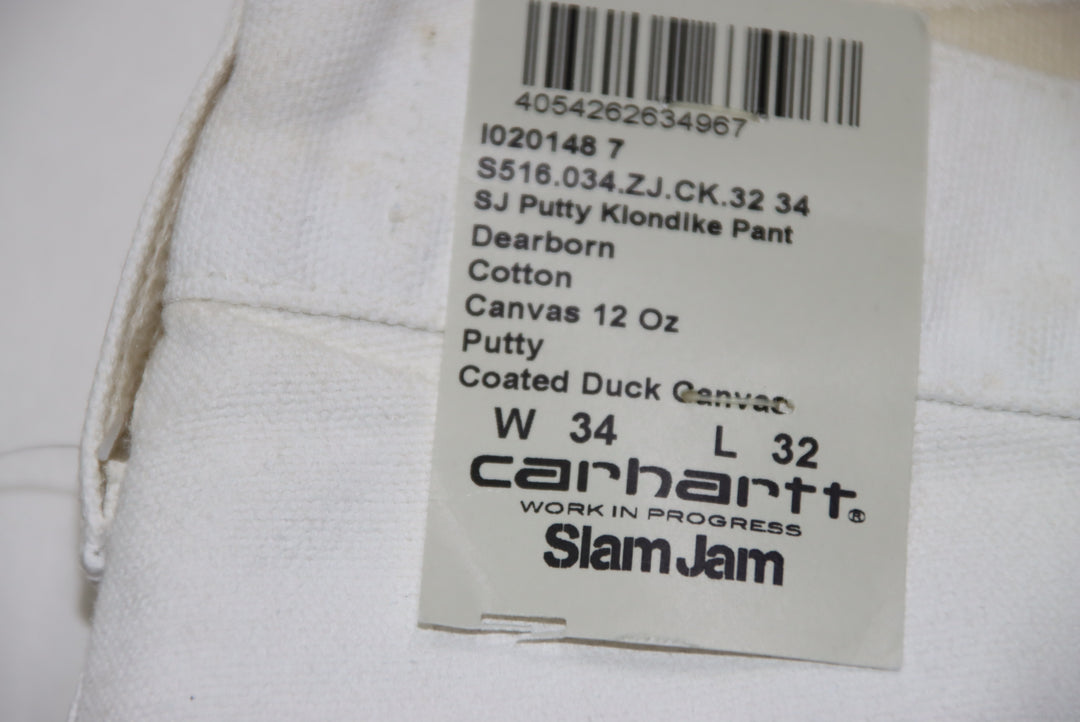 4054262634967
I020148 7
S516.034.ZJ.CK.32 34
SJ Putty Klondike Pant
Dearborn
Cotton
Canvas 12 Oz
Putty
Coated Duck Canvas
W 34 L 32
carhartt®
WORK IN PROGRESS
Slam Jam